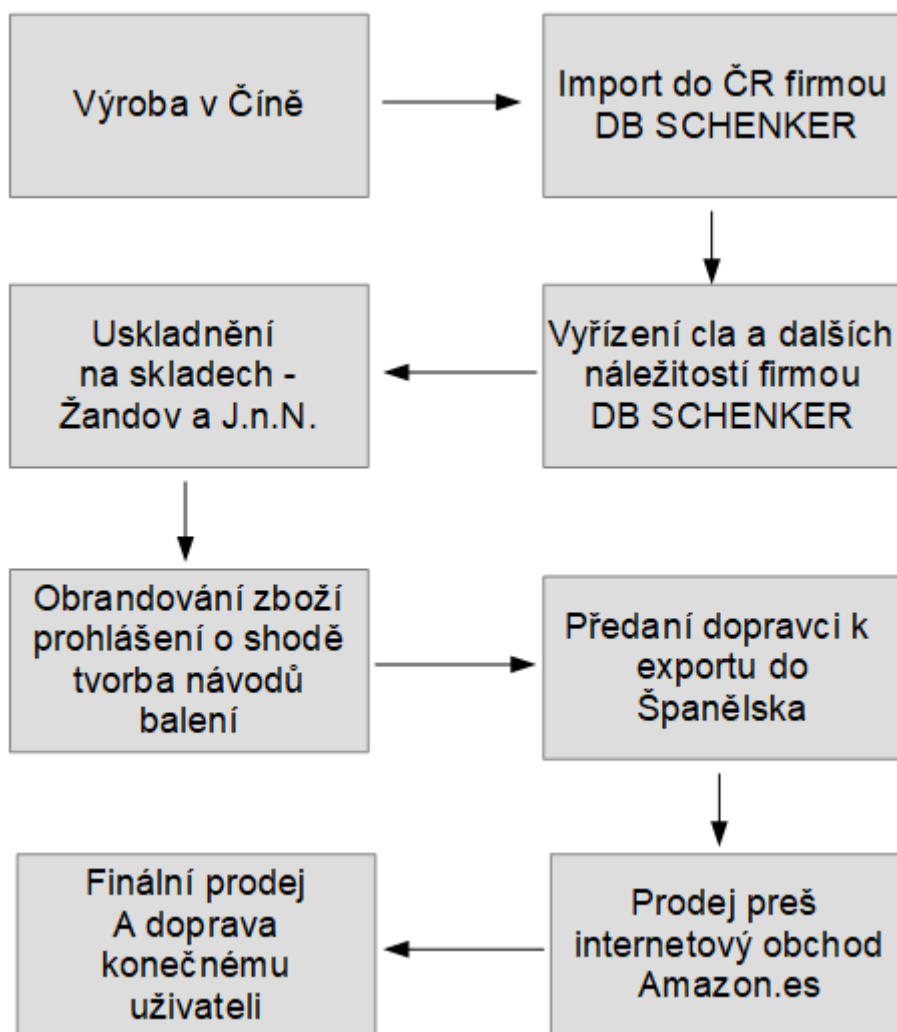 Výroba v Číně
Import do ČR firmou
DB SCHENKER
Vyřízení cla a dalších
náležitostí firmou
DB SCHENKER
Uskladnění
na skladech -
Žandov a J.n.N.
Obrandování zboží
prohlášení o shodě
tvorba návodů
balení
Předaní dopravci k
exportu do
Španělska
Prodej preš
internetový obchod
Amazon.es
Finální prodej
A doprava
konečnému
uživateli